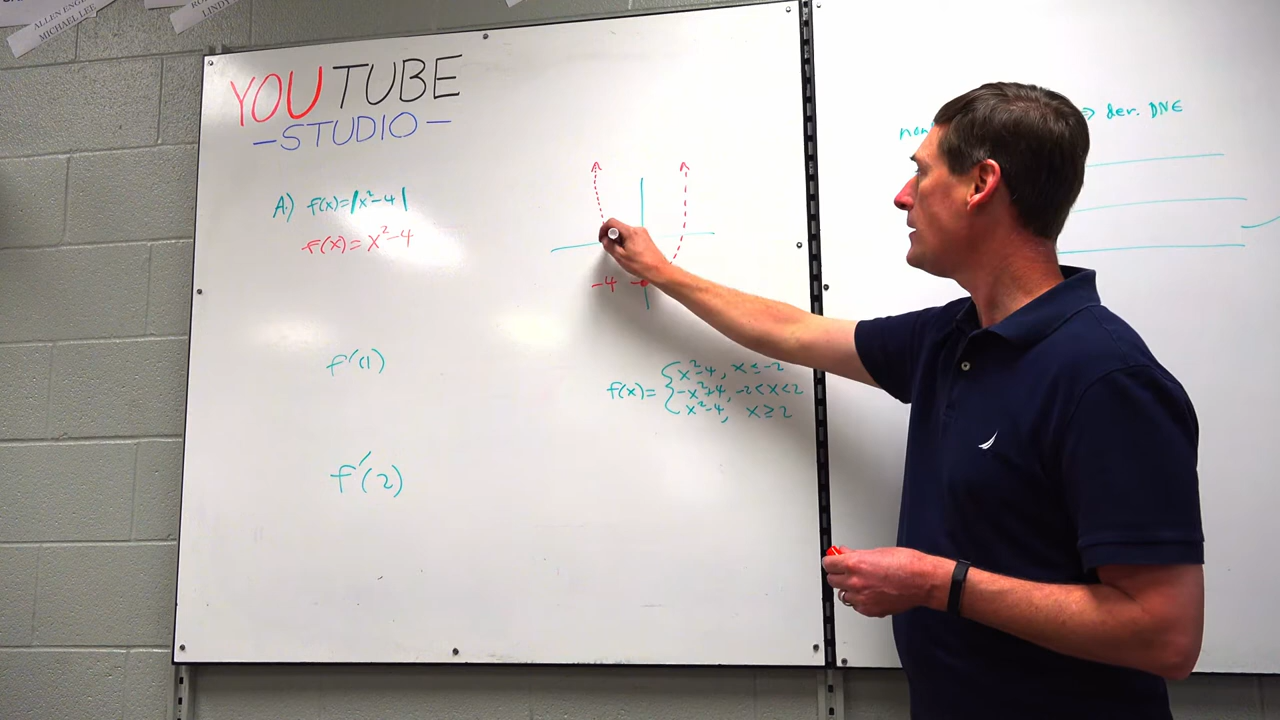 ALLEN
MICHAEL LEE
LINDY
YOUTUBE
-STUDIO-
A.) f(x)=|x²-4|
f(x)=x²-4
-4
f'(1)
f(x)={x²-4, x≤-2
-x²+4, -2<x<2
x²-4, x≥2
f'(2)
⇒ der. DNE